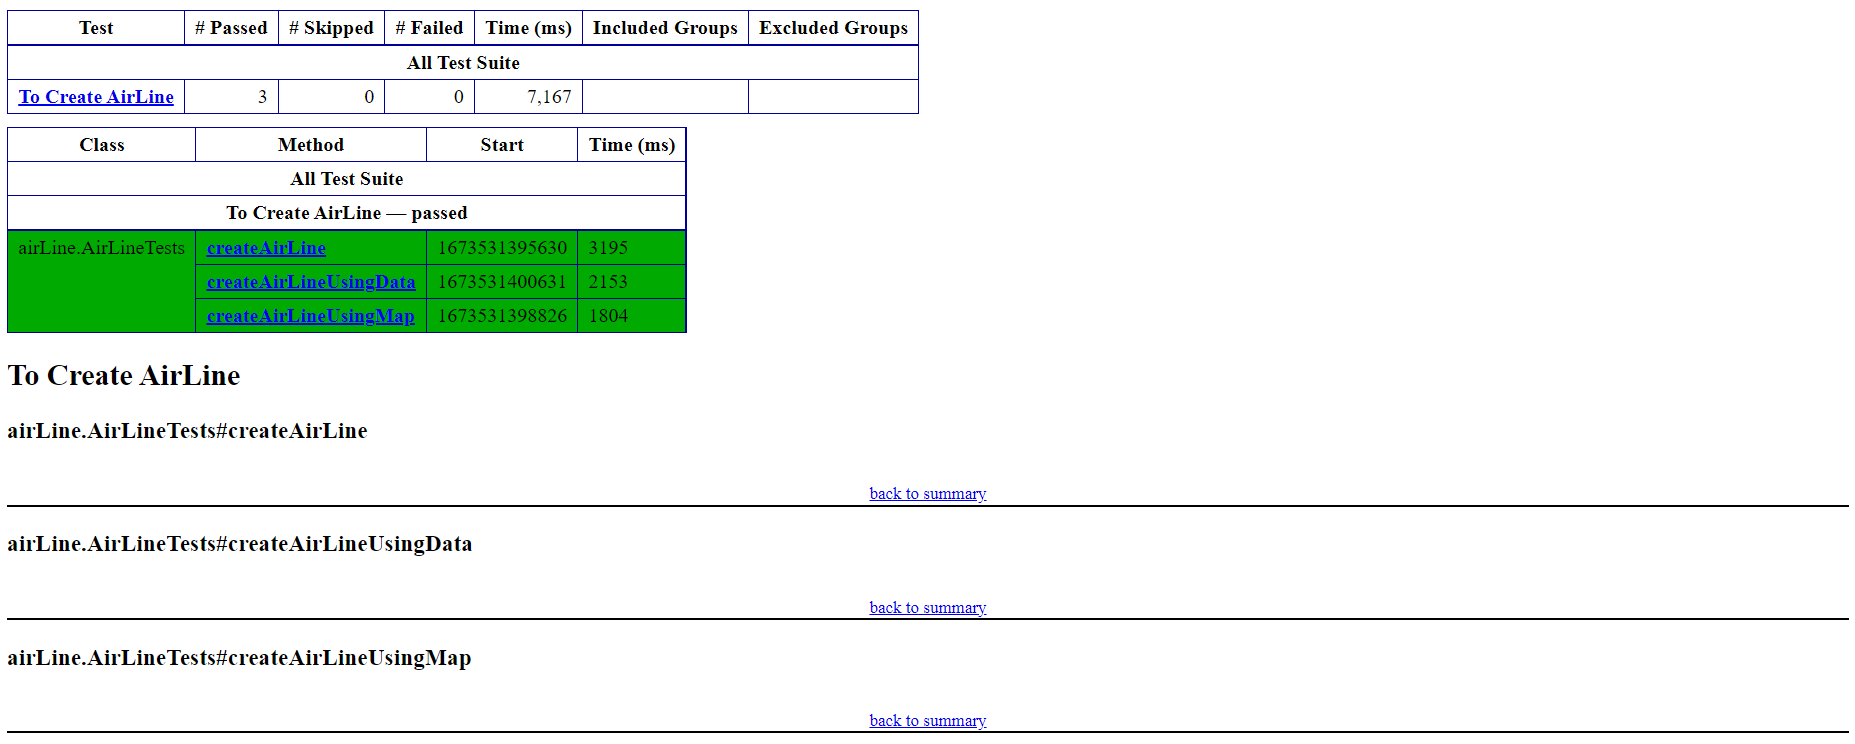 Test # Passed # Skipped # Failed Time (ms) Included Groups Excluded Groups
All Test Suite
To Create AirLine 3 0 0 7,167
Class Method Start Time (ms)
All Test Suite
To Create AirLine — passed
airLine.AirLineTests createAirLine 1673531395630 3195
createAirLineUsingData 1673531400631 2153
createAirLineUsingMap 1673531398826 1804
To Create AirLine
airLine.AirLineTests#createAirLine
back to summary
airLine.AirLineTests#createAirLineUsingData
back to summary
airLine.AirLineTests#createAirLineUsingMap
back to summary